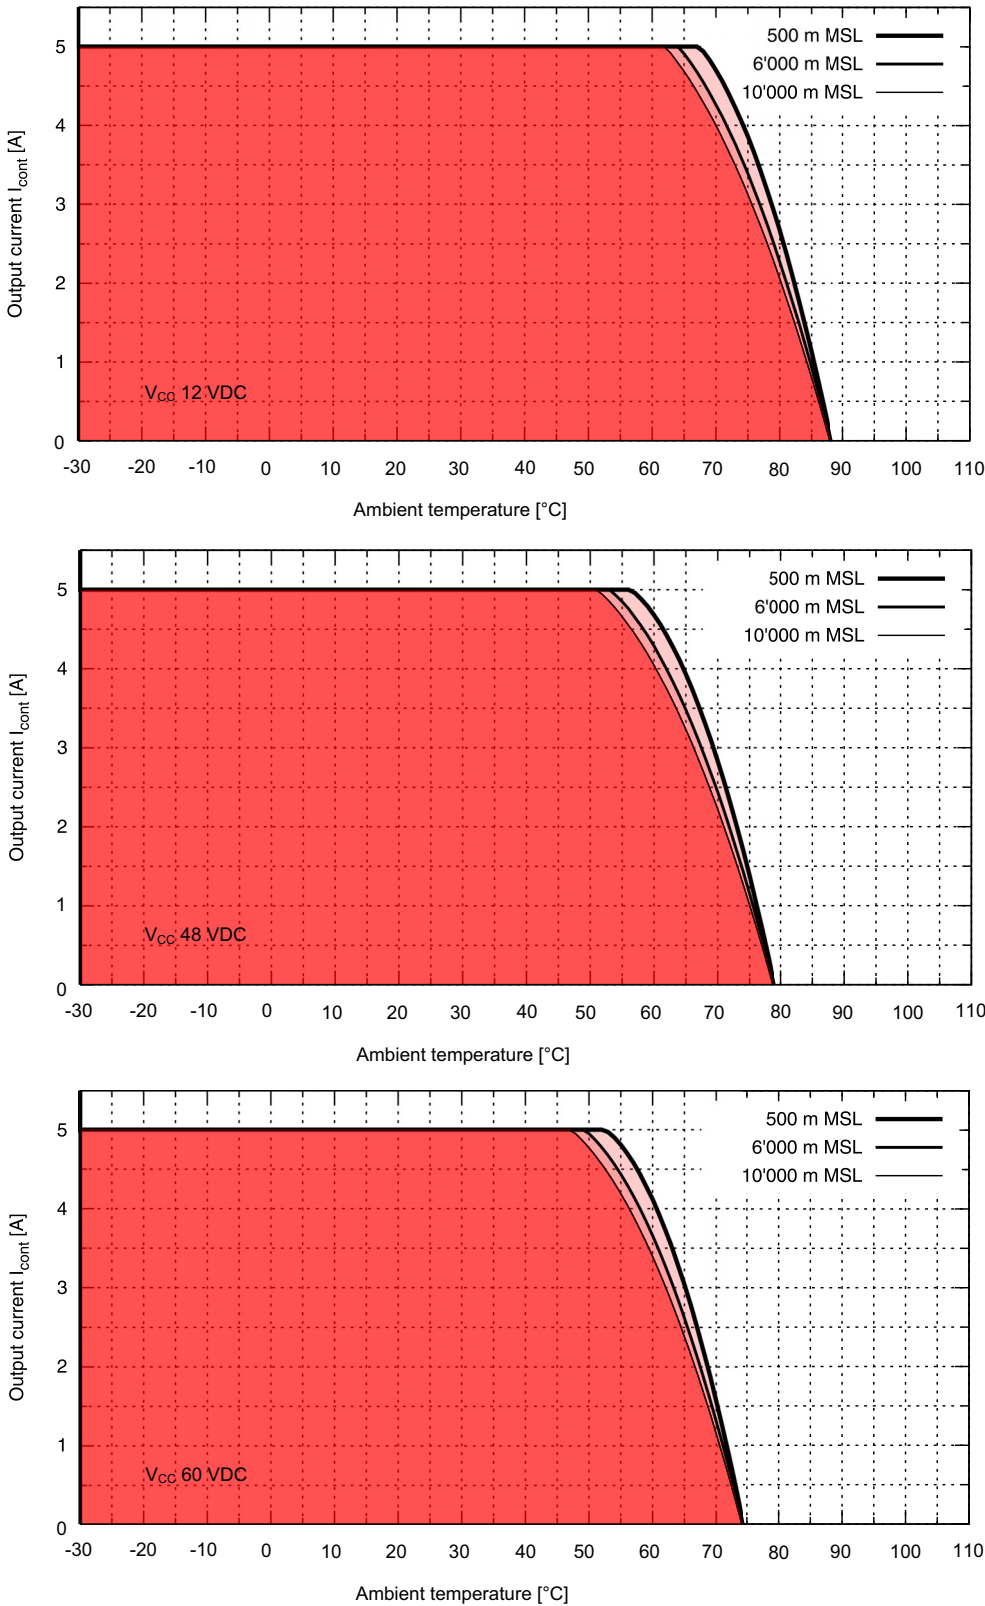 500 m MSL
6'000 m MSL
10'000 m MSL
5
4
3
2
1
0
Output current Icont [A]
VCC 12 VDC
-30 -20 -10 0 10 20 30 40 50 60 70 80 90 100 110
Ambient temperature [°C]
500 m MSL
6'000 m MSL
10'000 m MSL
5
4
3
2
1
0
Output current Icont [A]
VCC 48 VDC
-30 -20 -10 0 10 20 30 40 50 60 70 80 90 100 110
Ambient temperature [°C]
500 m MSL
6'000 m MSL
10'000 m MSL
5
4
3
2
1
0
Output current Icont [A]
VCC 60 VDC
-30 -20 -10 0 10 20 30 40 50 60 70 80 90 100 110
Ambient temperature [°C]